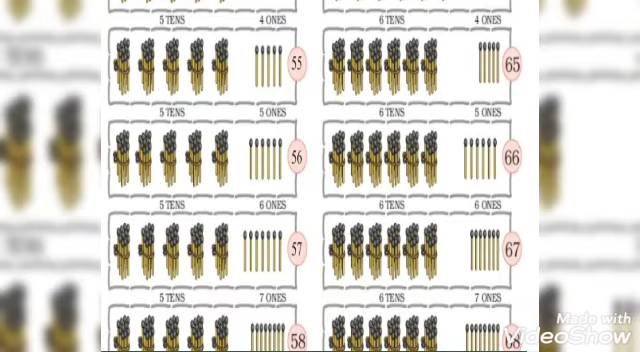 5 TENS 4 ONES 6 TENS 4 ONES
55 65
5 TENS 5 ONES 6 TENS 5 ONES
56 66
5 TENS 6 ONES 6 TENS 6 ONES
57 67
5 TENS 7 ONES 6 TENS 7 ONES
58 68
Made with
VideoShow